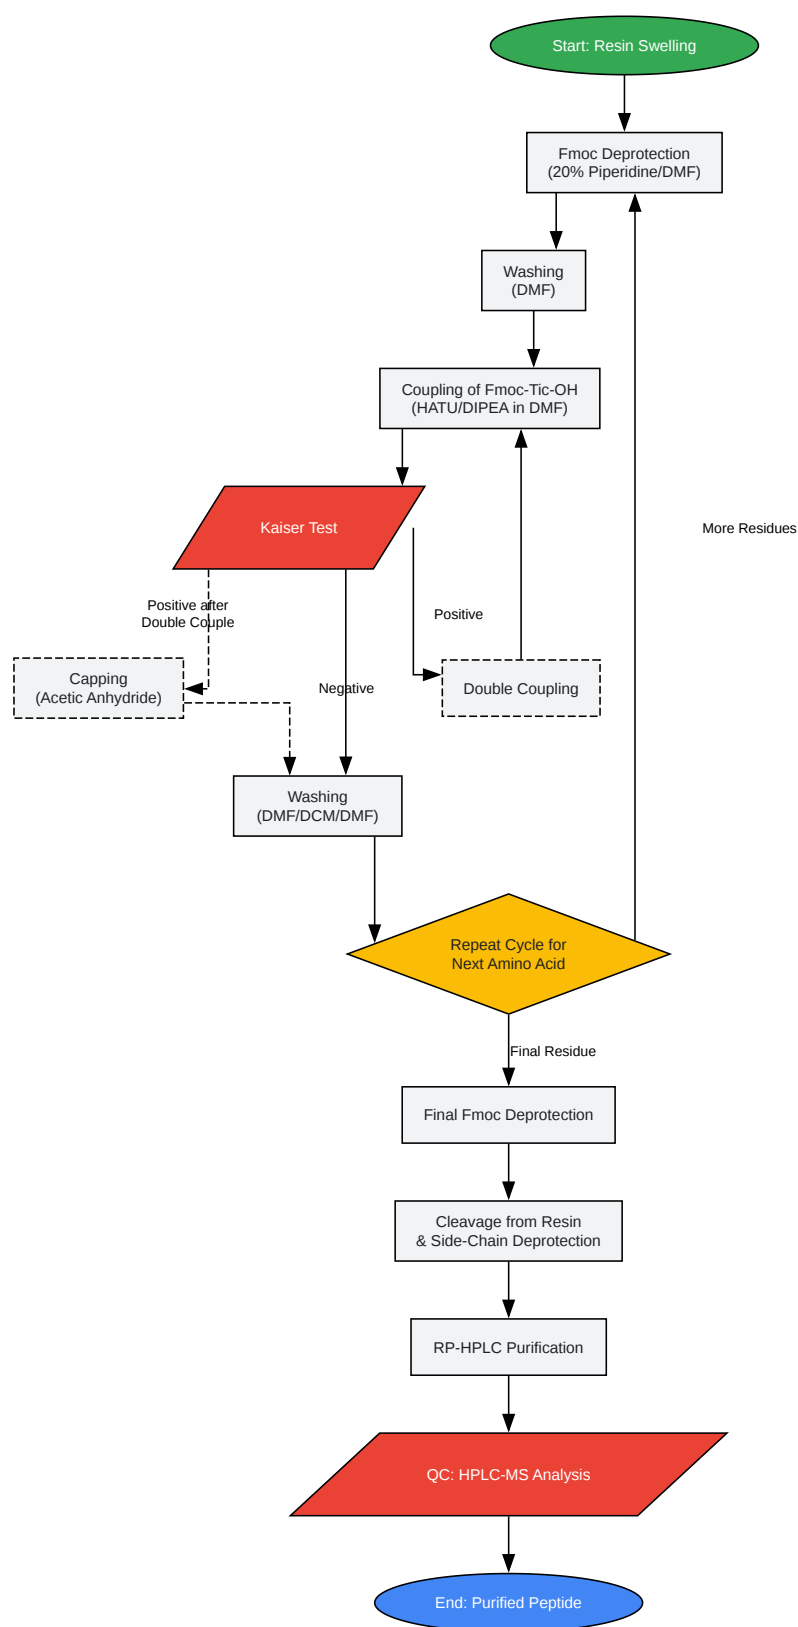 Start: Resin Swelling
Fmoc Deprotection
(20% Piperidine/DMF)
Washing
(DMF)
Coupling of Fmoc-Tic-OH
(HATU/DIPEA in DMF)
Kaiser Test
More Residues
Positive after
Double Couple
Positive
Capping
(Acetic Anhydride)
Negative
Double Coupling
Washing
(DMF/DCM/DMF)
Repeat Cycle for
Next Amino Acid
Final Residue
Final Fmoc Deprotection
Cleavage from Resin
& Side-Chain Deprotection
RP-HPLC Purification
QC: HPLC-MS Analysis
End: Purified Peptide